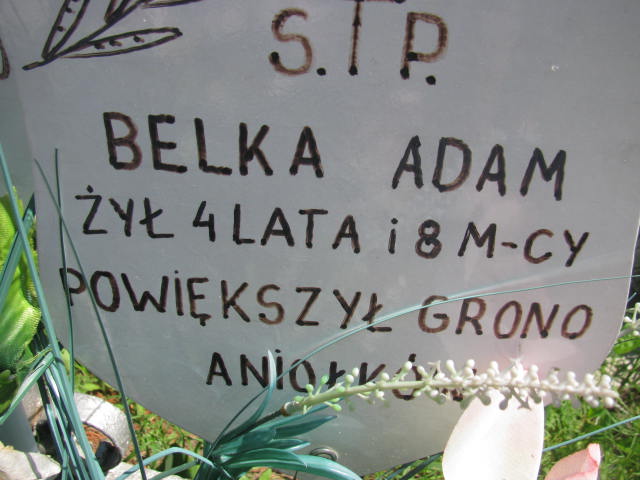 S.T.P.
BELKA ADAM
ŻYŁ 4 LATA i 8 M-CY
POWIĘKSZYŁ GRONO
ANiOŁKÓW